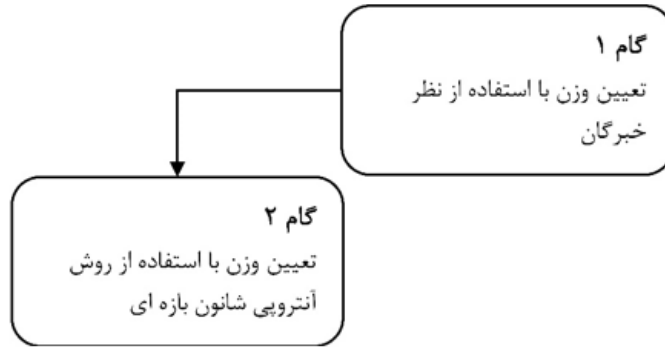 گام ۱
تعیین وزن با استفاده از نظر
خبرگان
گام ۲
تعیین وزن با استفاده از روش
آنتروپی شانون بازه ای